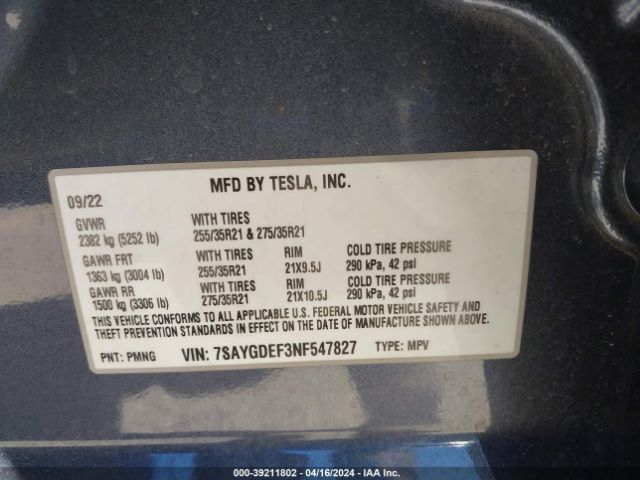 MFD BY TESLA, INC.
09/22
GVWR WITH TIRES
2382 kg (5252 lb) 255/35R21 & 275/35R21
GAWR FRT WITH TIRES RIM COLD TIRE PRESSURE
1363 kg (3004 lb) 255/35R21 21X9.5J 290 kPa, 42 psi
GAWR RR WITH TIRES RIM COLD TIRE PRESSURE
1500 kg (3306 lb) 275/35R21 21X10.5J 290 kPa, 42 psi
THIS VEHICLE CONFORMS TO ALL APPLICABLE U.S. FEDERAL MOTOR VEHICLE SAFETY AND
THEFT PREVENTION STANDARDS IN EFFECT ON THE DATE OF MANUFACTURE SHOWN ABOVE.
PNT: PMNG VIN: 7SAYGDEF3NF547827 TYPE: MPV
000-39211802 - 04/16/2024 - IAA Inc.